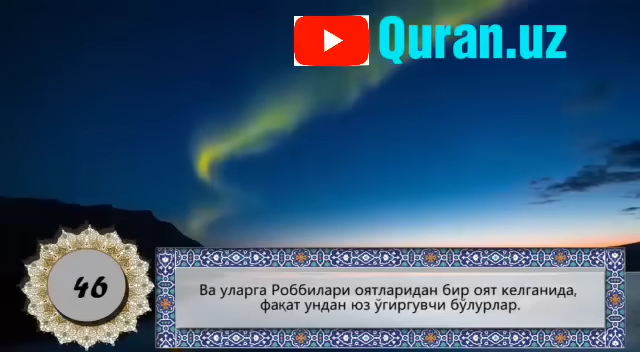 Quran.uz
46
Ва уларга Роббилари оятларидан бир оят келганида,
фақат ундан юз ўгиргувчи бўлурлар.